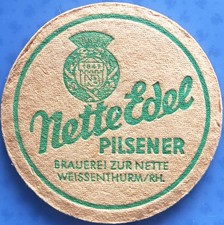 Nette Edel
PILSENER
BRAUEREI ZUR NETTE
WEISSENTHURM/RH.